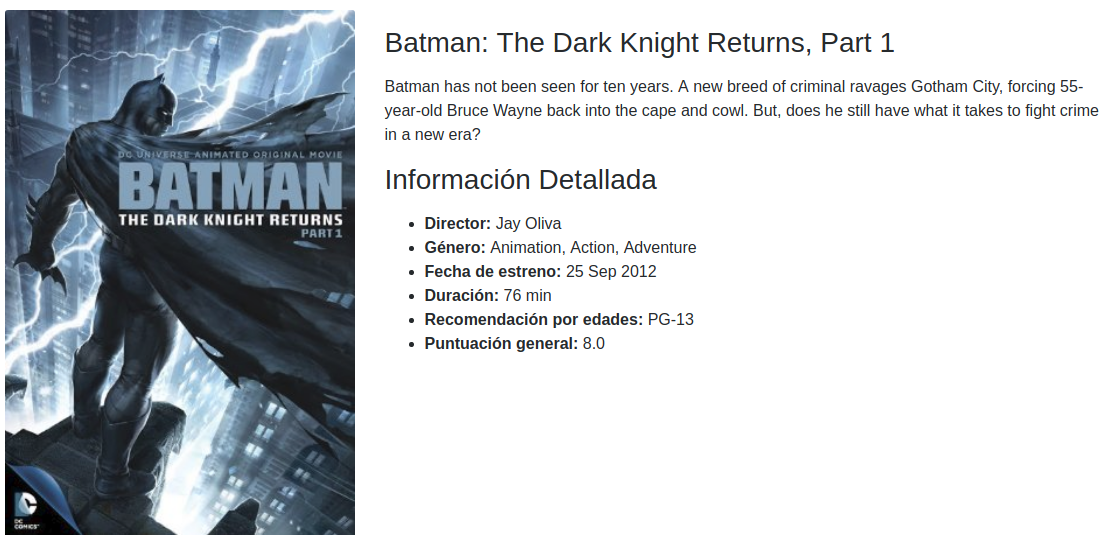 DC UNIVERSE ANIMATED ORIGINAL MOVIE
BATMAN
THE DARK KNIGHT RETURNS
PART 1
DC
COMICS™
Batman: The Dark Knight Returns, Part 1
Batman has not been seen for ten years. A new breed of criminal ravages Gotham City, forcing 55-
year-old Bruce Wayne back into the cape and cowl. But, does he still have what it takes to fight crime
in a new era?
Información Detallada
Director: Jay Oliva
Género: Animation, Action, Adventure
Fecha de estreno: 25 Sep 2012
Duración: 76 min
Recomendación por edades: PG-13
Puntuación general: 8.0